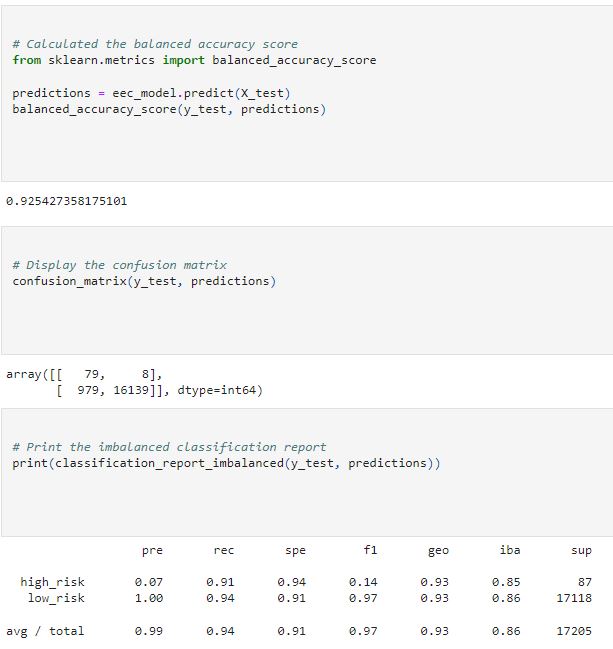 # Calculated the balanced accuracy score
from sklearn.metrics import balanced_accuracy_score
predictions = eec_model.predict(X_test)
balanced_accuracy_score(y_test, predictions)
0.925427358175101
# Display the confusion matrix
confusion_matrix(y_test, predictions)
array([[   79,     8],
       [  979, 16139]], dtype=int64)
# Print the imbalanced classification report
print(classification_report_imbalanced(y_test, predictions))
pre rec spe f1 geo iba sup
high_risk 0.07 0.91 0.94 0.14 0.93 0.85 87
low_risk 1.00 0.94 0.91 0.97 0.93 0.86 17118
avg / total 0.99 0.94 0.91 0.97 0.93 0.86 17205